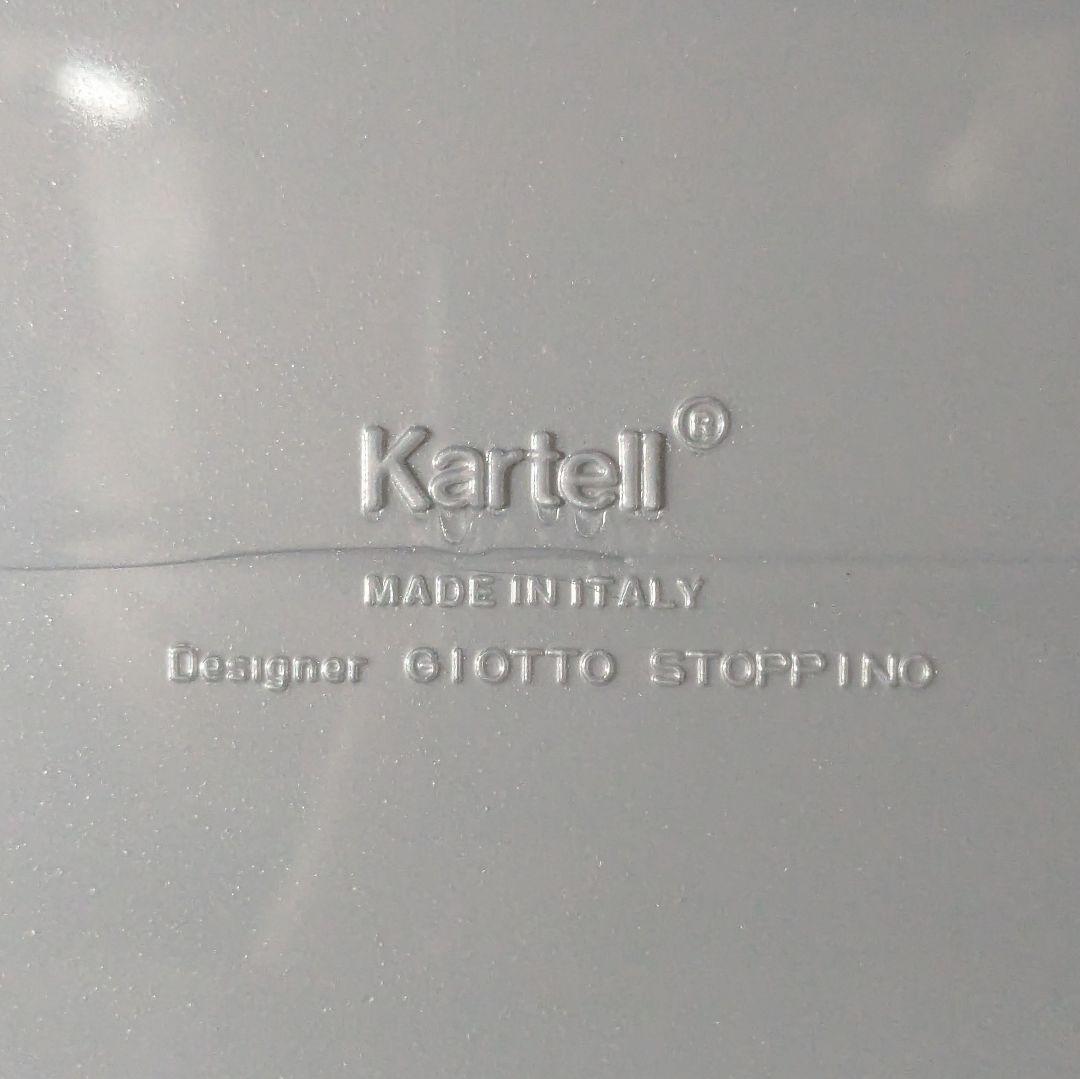 Kartell®
MADE IN ITALY
Designer GIOTTO STOPPINO